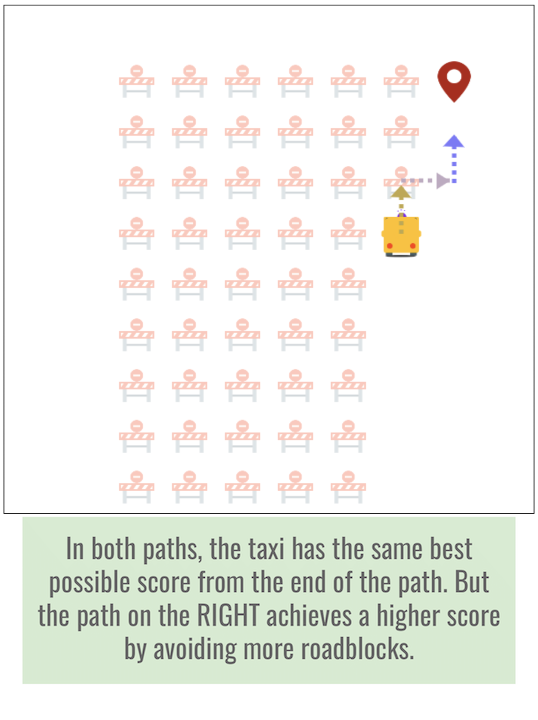 In both paths, the taxi has the same best
possible score from the end of the path. But
the path on the RIGHT achieves a higher score
by avoiding more roadblocks.